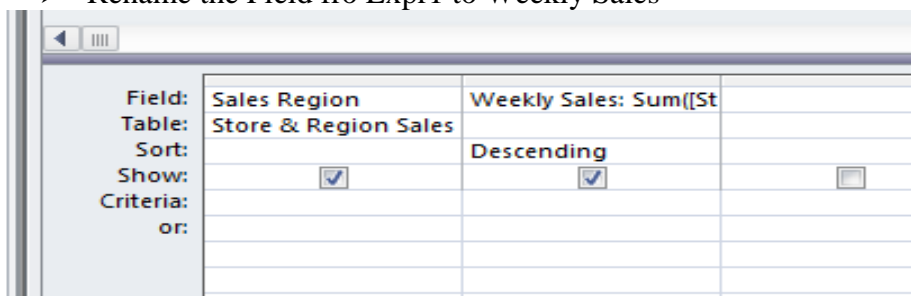 Rename the Field fro Expr1 to Weekly Sales
Field: Sales Region Weekly Sales: Sum([St
Table: Store & Region Sales
Sort: Descending
Show:
Criteria:
or: